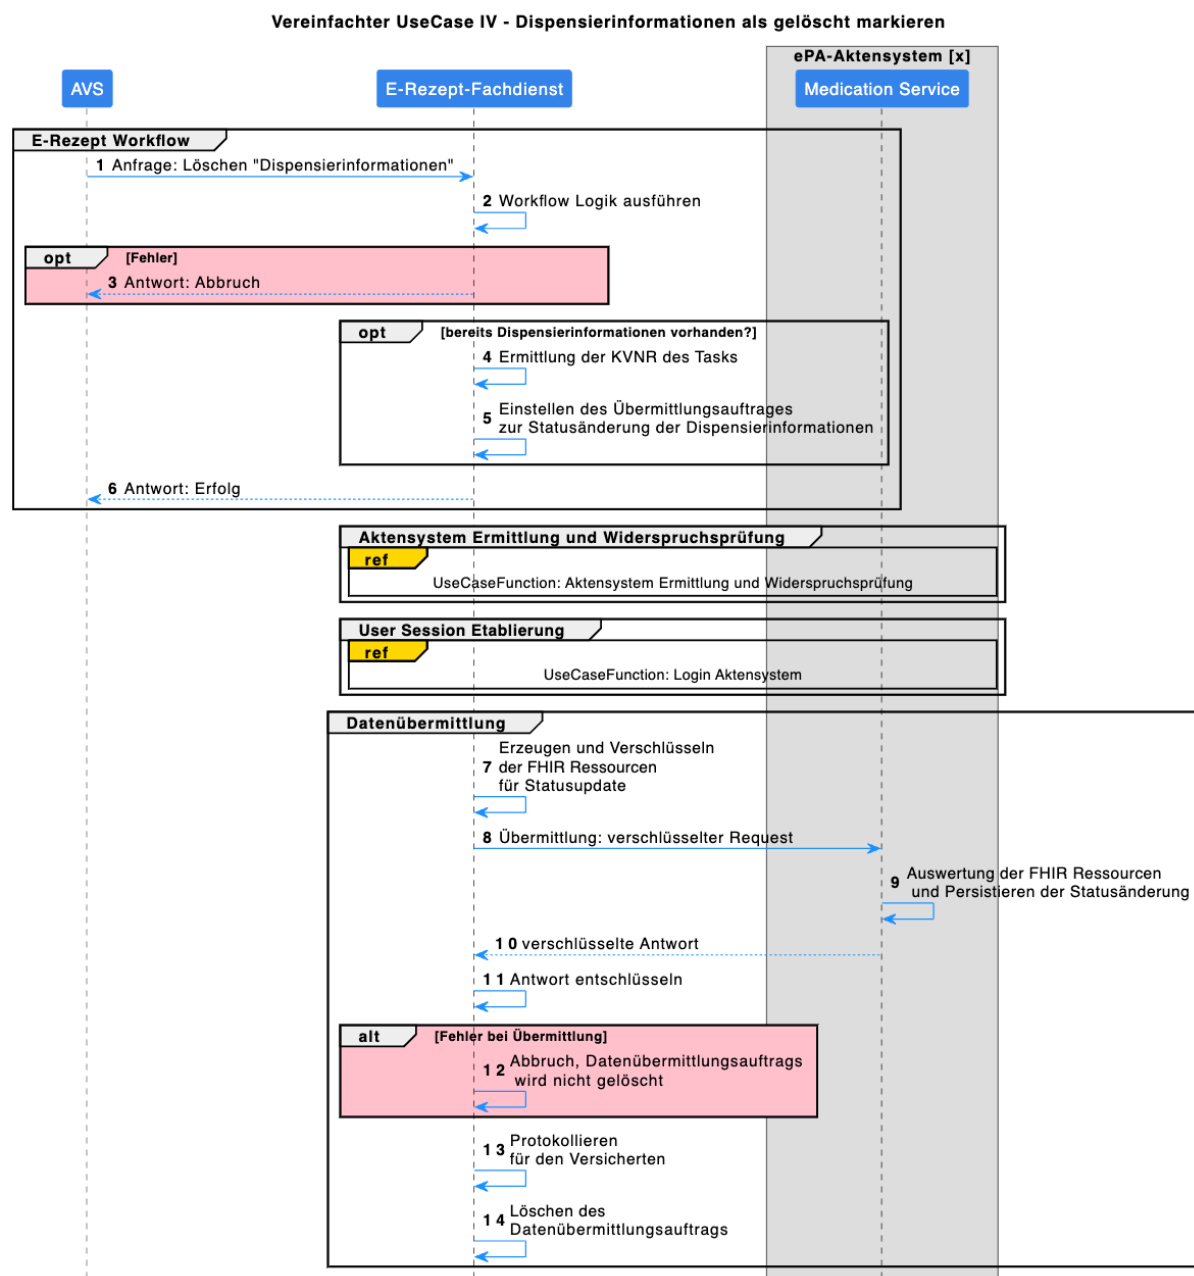 Vereinfachter UseCase IV - Dispensierinformationen als gelöscht markieren
ePA-Aktensystem [x]
AVS
E-Rezept-Fachdienst
Medication Service
E-Rezept Workflow
1 Anfrage: Löschen "Dispensierinformationen"
2 Workflow Logik ausführen
opt [Fehler]
3 Antwort: Abbruch
opt [bereits Dispensierinformationen vorhanden?]
4 Ermittlung der KVNR des Tasks
5 Einstellen des Übermittlungsauftrages
zur Statusänderung der Dispensierinformationen
6 Antwort: Erfolg
Aktensystem Ermittlung und Widerspruchsprüfung
ref
UseCaseFunction: Aktensystem Ermittlung und Widerspruchsprüfung
User Session Etablierung
ref
UseCaseFunction: Login Aktensystem
Datenübermittlung
Erzeugen und Verschlüsseln
7 der FHIR Ressourcen
für Statusupdate
8 Übermittlung: verschlüsselter Request
9 Auswertung der FHIR Ressourcen
und Persistieren der Statusänderung
10 verschlüsselte Antwort
11 Antwort entschlüsseln
alt [Fehler bei Übermittlung]
12 Abbruch, Datenübermittlungsauftrags
wird nicht gelöscht
13 Protokollieren
für den Versicherten
14 Löschen des
Datenübermittlungsauftrags